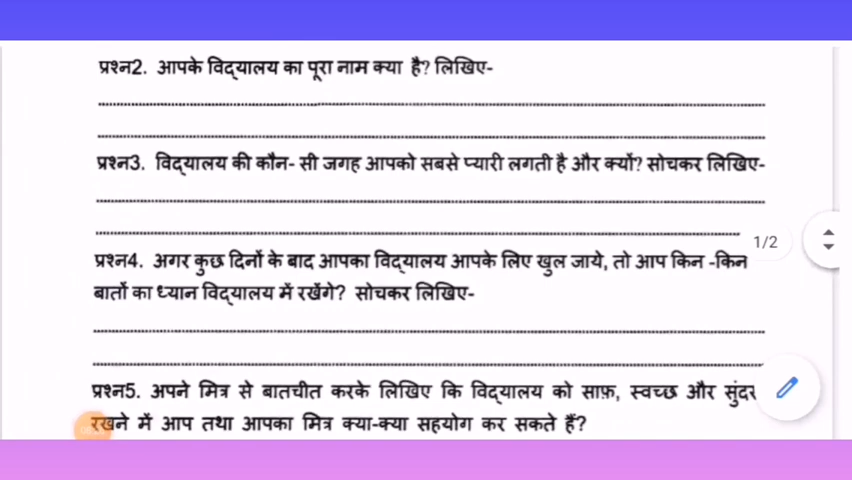 प्रश्न2. आपके विद्यालय का पूरा नाम क्या है? लिखिए-
प्रश्न3. विद्यालय की कौन- सी जगह आपको सबसे प्यारी लगती है और क्यों? सोचकर लिखिए-
1/2
प्रश्न4. अगर कुछ दिनों के बाद आपका विद्यालय आपके लिए खुल जाये, तो आप किन -किन
बातों का ध्यान विद्यालय में रखेंगे? सोचकर लिखिए-
प्रश्न5. अपने मित्र से बातचीत करके लिखिए कि विद्यालय को साफ़, स्वच्छ और सुंदर
रखने में आप तथा आपका मित्र क्या-क्या सहयोग कर सकते हैं?